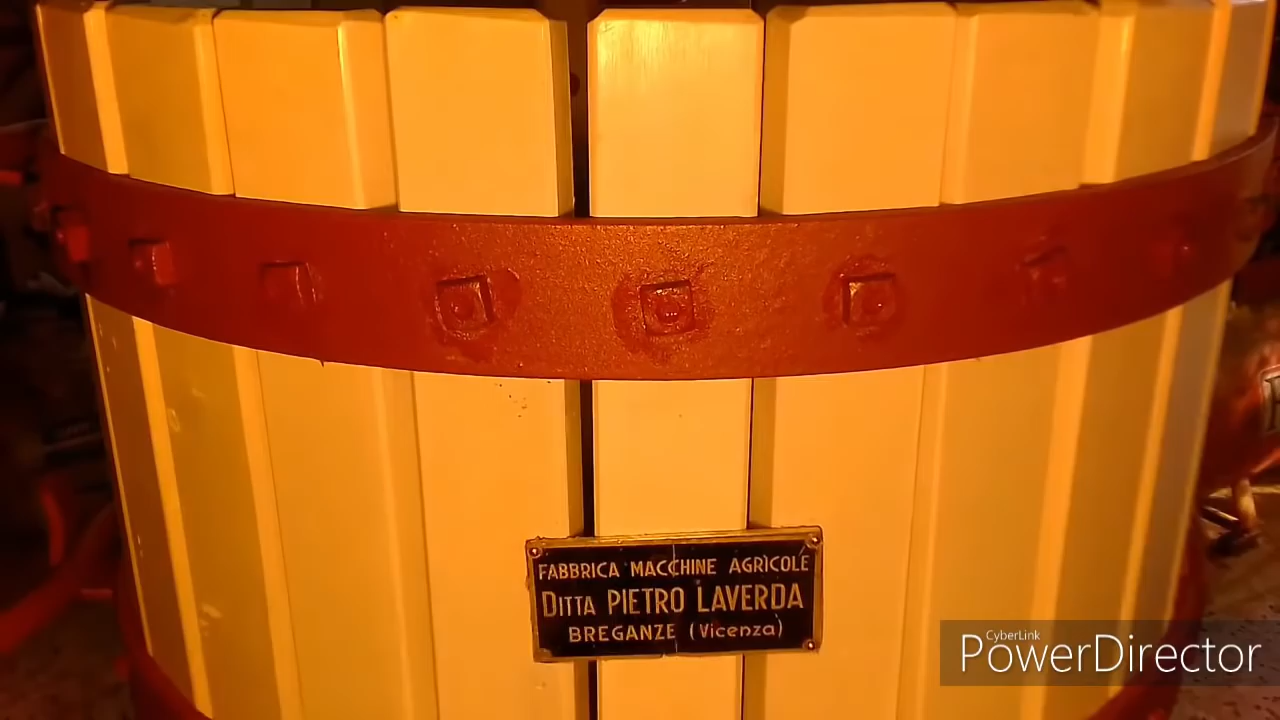 FABBRICA MACCHINE AGRICOLE
DITTA PIETRO LAVERDA
BREGANZE (Vicenza)
CyberLink
PowerDirector